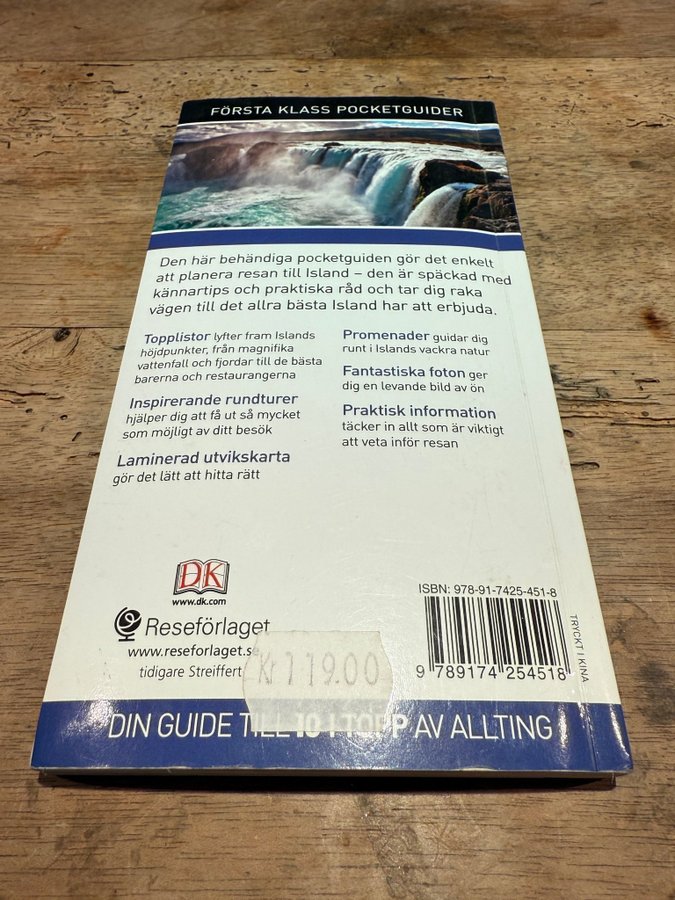 FÖRSTA KLASS POCKETGUIDER
Den här behändiga pocketguiden gör det enkelt
att planera resan till Island – den är späckad med
kännartips och praktiska råd och tar dig raka
vägen till det allra bästa Island har att erbjuda.
Topplistor lyfter fram Islands
höjdpunkter, från magnifika
vattenfall och fjordar till de bästa
barerna och restaurangerna
Inspirerande rundturer
hjälper dig att få ut så mycket
som möjligt av ditt besök
Laminerad utvikskarta
gör det lätt att hitta rätt
Promenader guidar dig
runt i Islands vackra natur
Fantastiska foton ger
dig en levande bild av ön
Praktisk information
täcker in allt som är viktigt
att veta inför resan
DK
www.dk.com
Reseförlaget
www.reseforlaget.se
tidigare Streiffert
Kr 119.00
ISBN: 978-91-7425-451-8
9 789174 254518
TRYCKT I KINA
DIN GUIDE TILL 10 I TOPP AV ALLTING